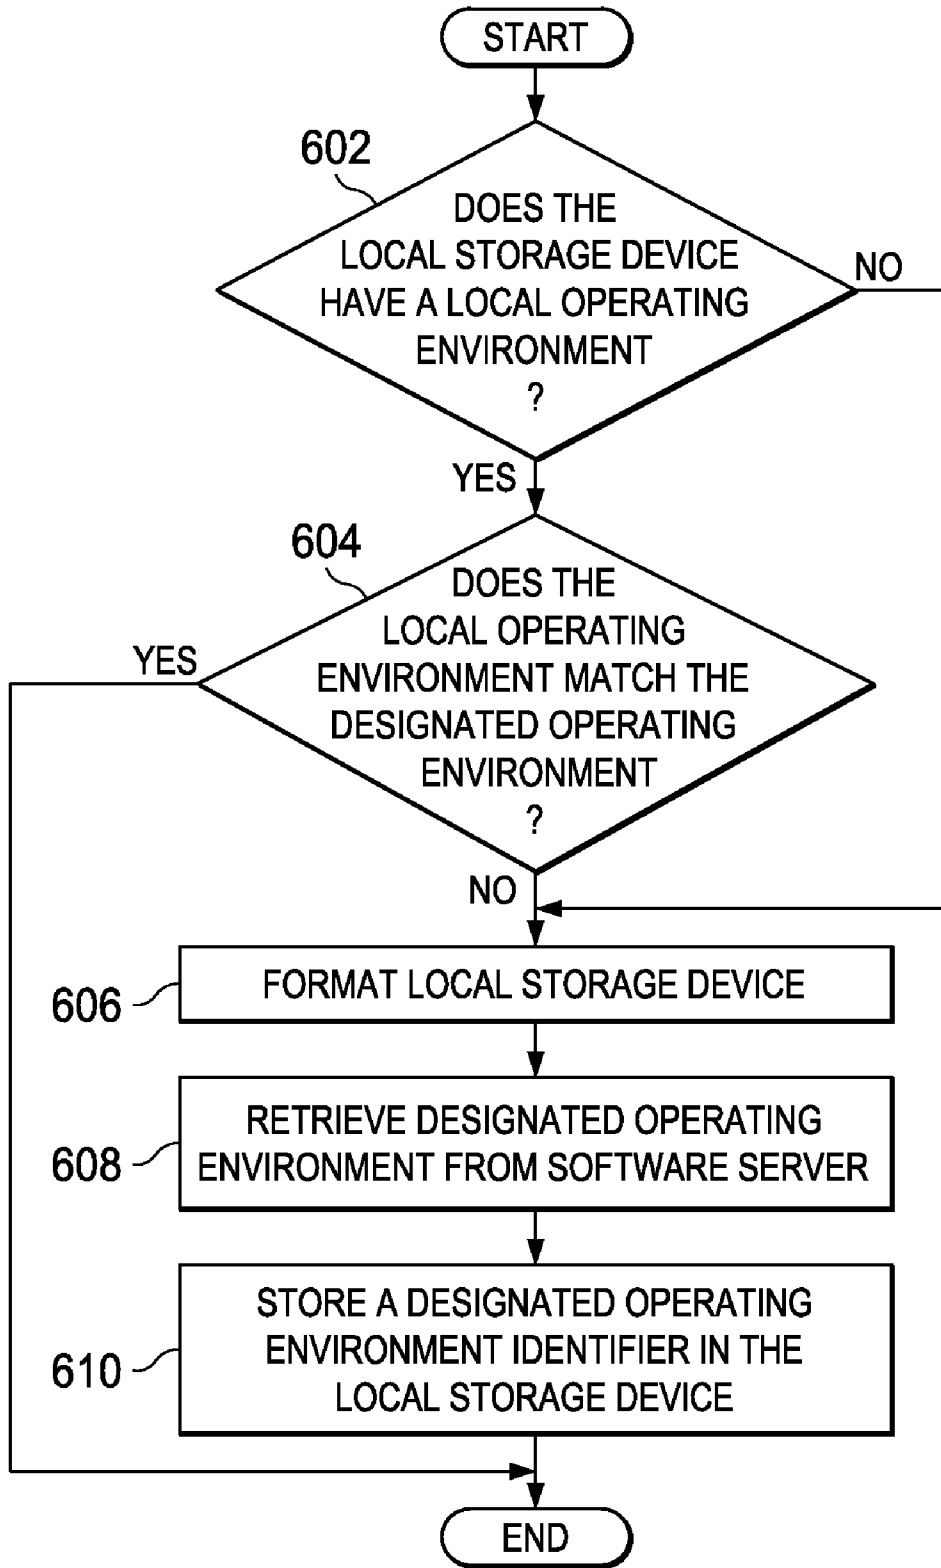 START
602
DOES THE
LOCAL STORAGE DEVICE
HAVE A LOCAL OPERATING
ENVIRONMENT
?
NO
YES
604
DOES THE
LOCAL OPERATING
ENVIRONMENT MATCH THE
DESIGNATED OPERATING
ENVIRONMENT
?
YES
NO
606
FORMAT LOCAL STORAGE DEVICE
608
RETRIEVE DESIGNATED OPERATING
ENVIRONMENT FROM SOFTWARE SERVER
610
STORE A DESIGNATED OPERATING
ENVIRONMENT IDENTIFIER IN THE
LOCAL STORAGE DEVICE
END